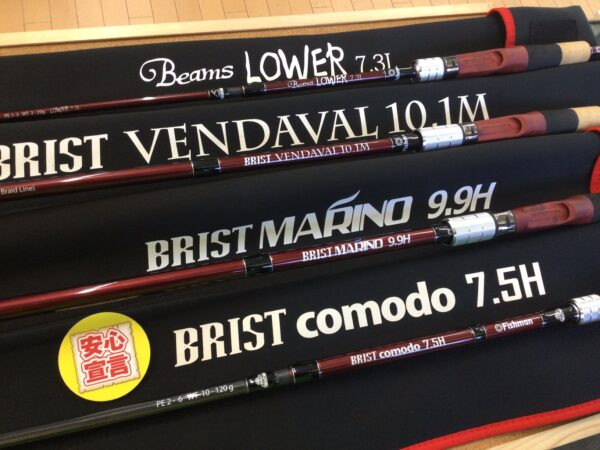 Beams LOWER 7.3L
Beams LOWER 7.3L
BRIST VENDAVAL 10.1M
BRIST VENDAVAL 10.1M
Braid Line)
BRIST MARINO 9.9H
BRIST MARINO 9.9H
BRIST comodo 7.5H
©Fishman
BRIST comodo 7.5H
安心
宣言
PE 2-6 WT 10-120g